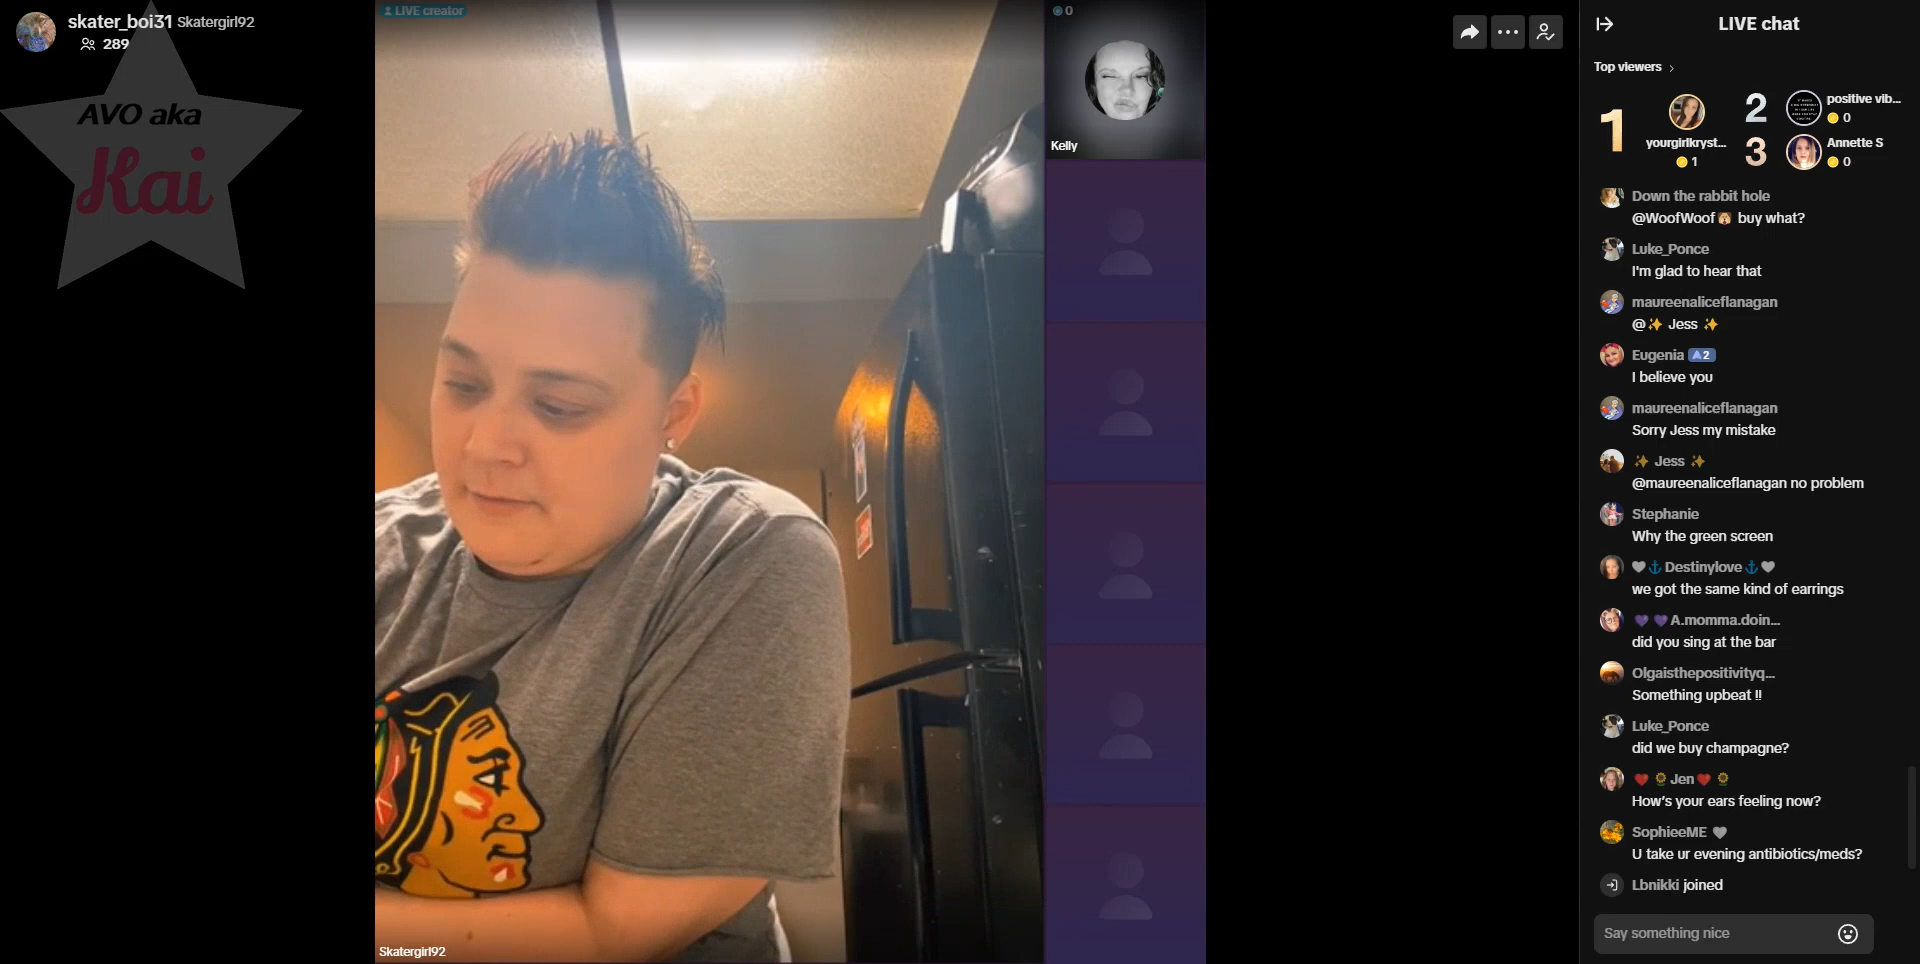 skater_boi31 Skatergirl92
289
AVO aka
Kai
LIVE creator
0
Kelly
Skatergirl92
LIVE chat
Top viewers
1
yourgirlkryst...
1
2
positive vib...
0
3
Annette S
0
Down the rabbit hole
@WoofWoof buy what?
Luke_Ponce
I'm glad to hear that
maureenaliceflanagan
@✨ Jess ✨
Eugenia 2
I believe you
maureenaliceflanagan
Sorry Jess my mistake
✨ Jess ✨
@maureenaliceflanagan no problem
Stephanie
Why the green screen
🤍⚓Destinylove⚓🤍
we got the same kind of earrings
💜💜A.momma.doin...
did you sing at the bar
Olgaisthepositivityq...
Something upbeat !!
Luke_Ponce
did we buy champagne?
❤️🌻Jen❤️🌻
How's your ears feeling now?
SophieeME 🤍
U take ur evening antibiotics/meds?
Lbnikki joined
Say something nice